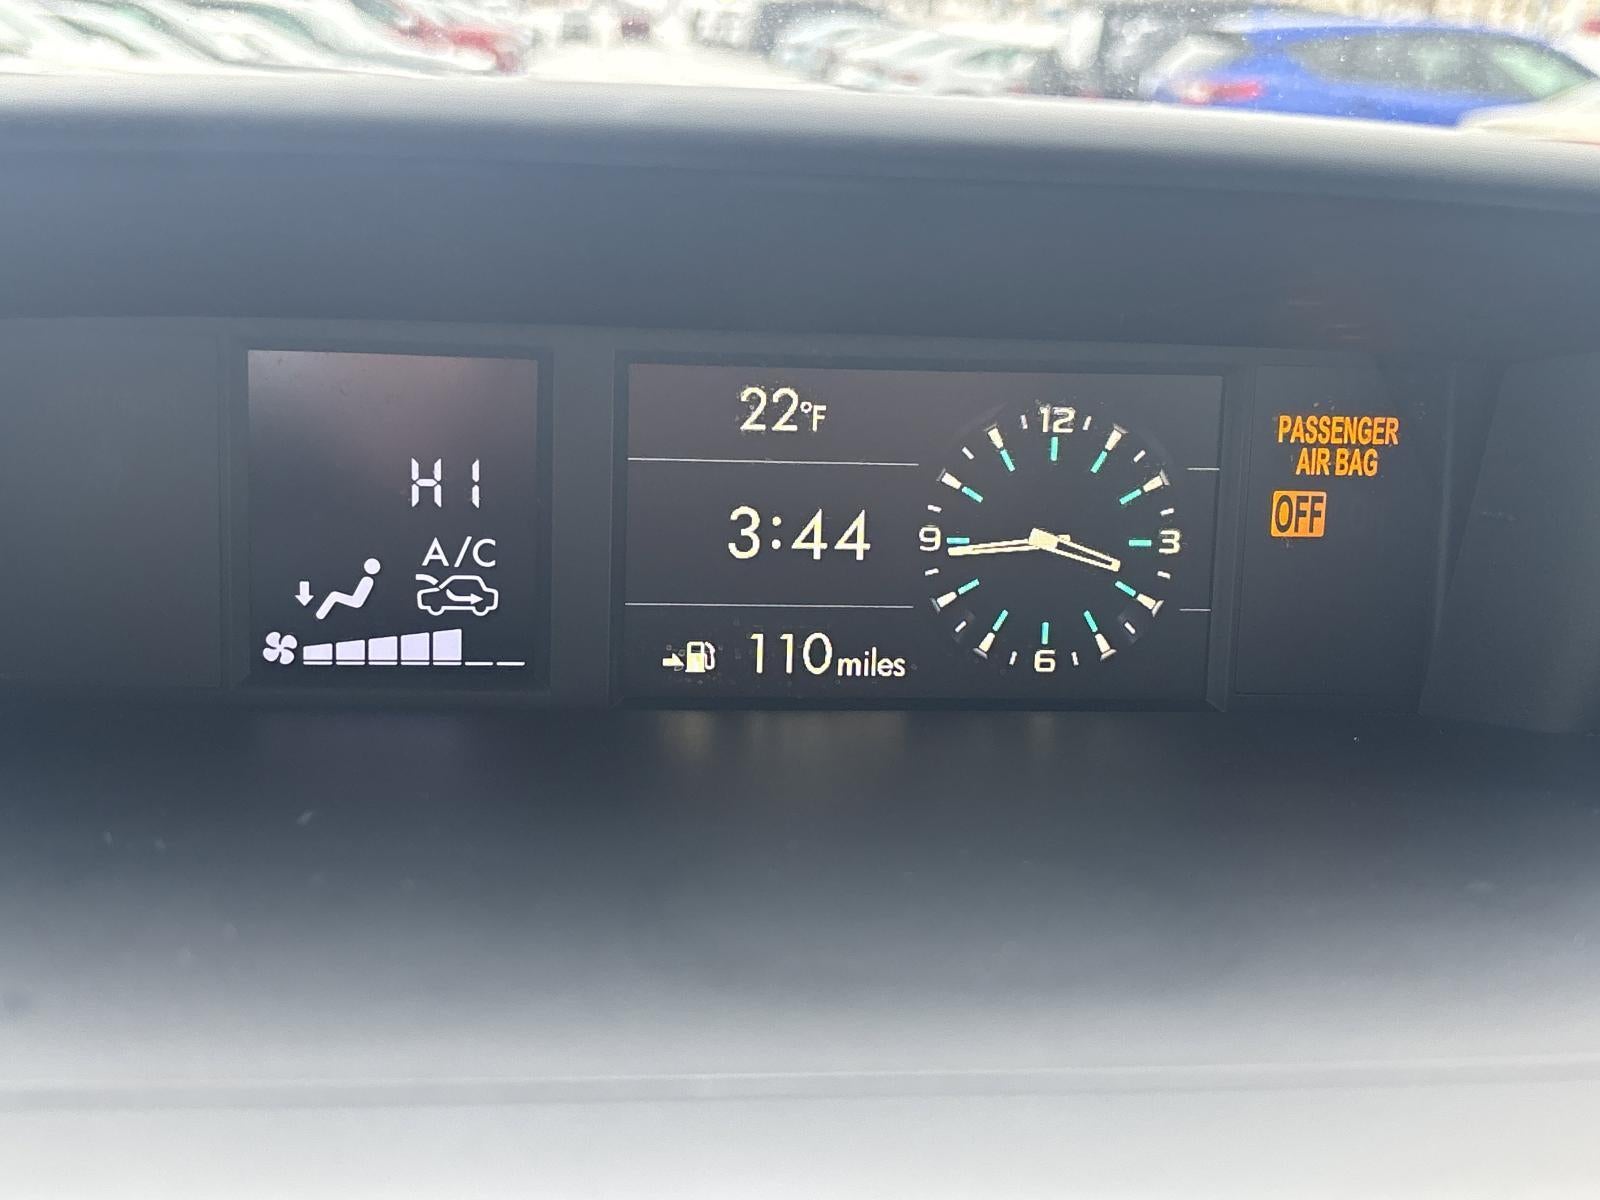 HI
A/C
22°F
3:44
110 miles
12
9
3
6
PASSENGER
AIR BAG
OFF